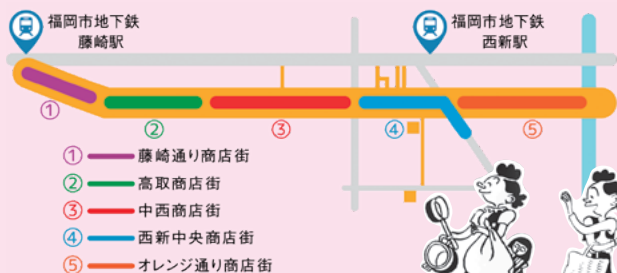 福岡市地下鉄
藤崎駅
福岡市地下鉄
西新駅
①
②
③
④
⑤
① 藤崎通り商店街
② 高取商店街
③ 中西商店街
④ 西新中央商店街
⑤ オレンジ通り商店街